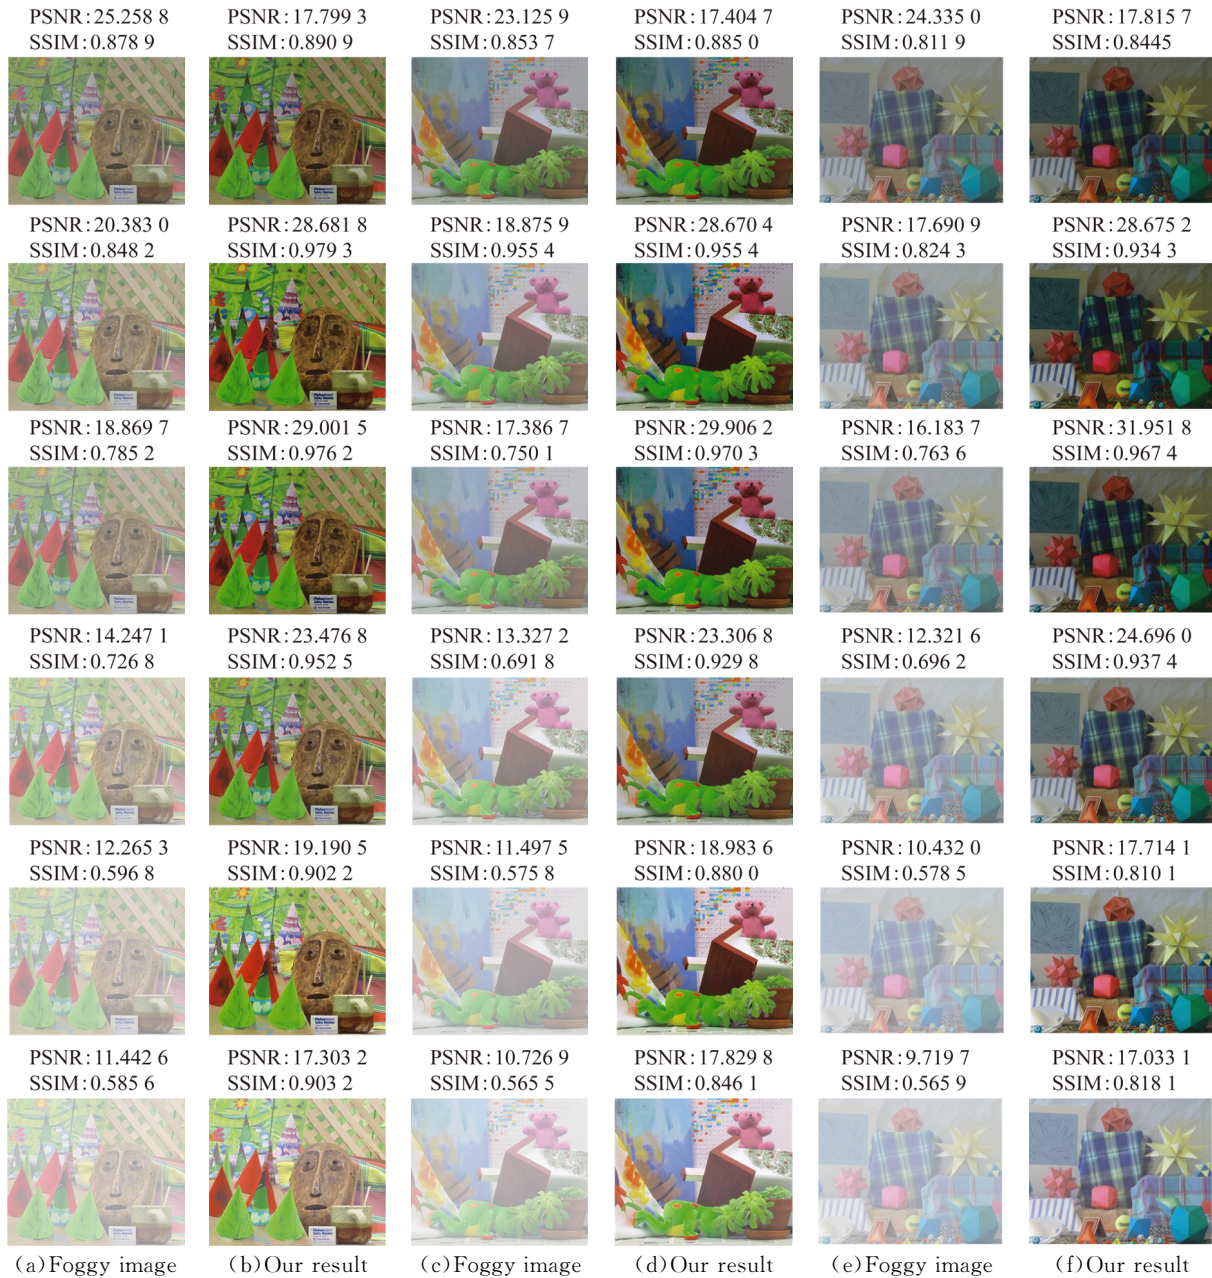 PSNR:25.258 8 PSNR:17.799 3 PSNR:23.125 9 PSNR:17.404 7 PSNR:24.335 0 PSNR:17.815 7
SSIM:0.878 9 SSIM:0.890 9 SSIM:0.853 7 SSIM:0.885 0 SSIM:0.811 9 SSIM:0.8445
PSNR:20.383 0 PSNR:28.681 8 PSNR:18.875 9 PSNR:28.670 4 PSNR:17.690 9 PSNR:28.675 2
SSIM:0.848 2 SSIM:0.979 3 SSIM:0.955 4 SSIM:0.955 4 SSIM:0.824 3 SSIM:0.934 3
PSNR:18.869 7 PSNR:29.001 5 PSNR:17.386 7 PSNR:29.906 2 PSNR:16.183 7 PSNR:31.951 8
SSIM:0.785 2 SSIM:0.976 2 SSIM:0.750 1 SSIM:0.970 3 SSIM:0.763 6 SSIM:0.967 4
PSNR:14.247 1 PSNR:23.476 8 PSNR:13.327 2 PSNR:23.306 8 PSNR:12.321 6 PSNR:24.696 0
SSIM:0.726 8 SSIM:0.952 5 SSIM:0.691 8 SSIM:0.929 8 SSIM:0.696 2 SSIM:0.937 4
PSNR:12.265 3 PSNR:19.190 5 PSNR:11.497 5 PSNR:18.983 6 PSNR:10.432 0 PSNR:17.714 1
SSIM:0.596 8 SSIM:0.902 2 SSIM:0.575 8 SSIM:0.880 0 SSIM:0.578 5 SSIM:0.810 1
PSNR:11.442 6 PSNR:17.303 2 PSNR:10.726 9 PSNR:17.829 8 PSNR:9.719 7 PSNR:17.033 1
SSIM:0.585 6 SSIM:0.903 2 SSIM:0.565 5 SSIM:0.846 1 SSIM:0.565 9 SSIM:0.818 1
(a)Foggy image (b)Our result (c)Foggy image (d)Our result (e)Foggy image (f)Our result